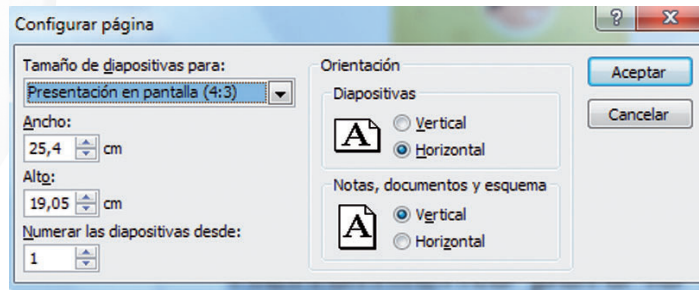 Configurar página
Tamaño de diapositivas para:
Presentación en pantalla (4:3)
Ancho:
25,4 cm
Alto:
19,05 cm
Numerar las diapositivas desde:
1
Orientación
Diapositivas
A
Vertical
Horizontal
Notas, documentos y esquema
A
Vertical
Horizontal
?
X
Aceptar
Cancelar